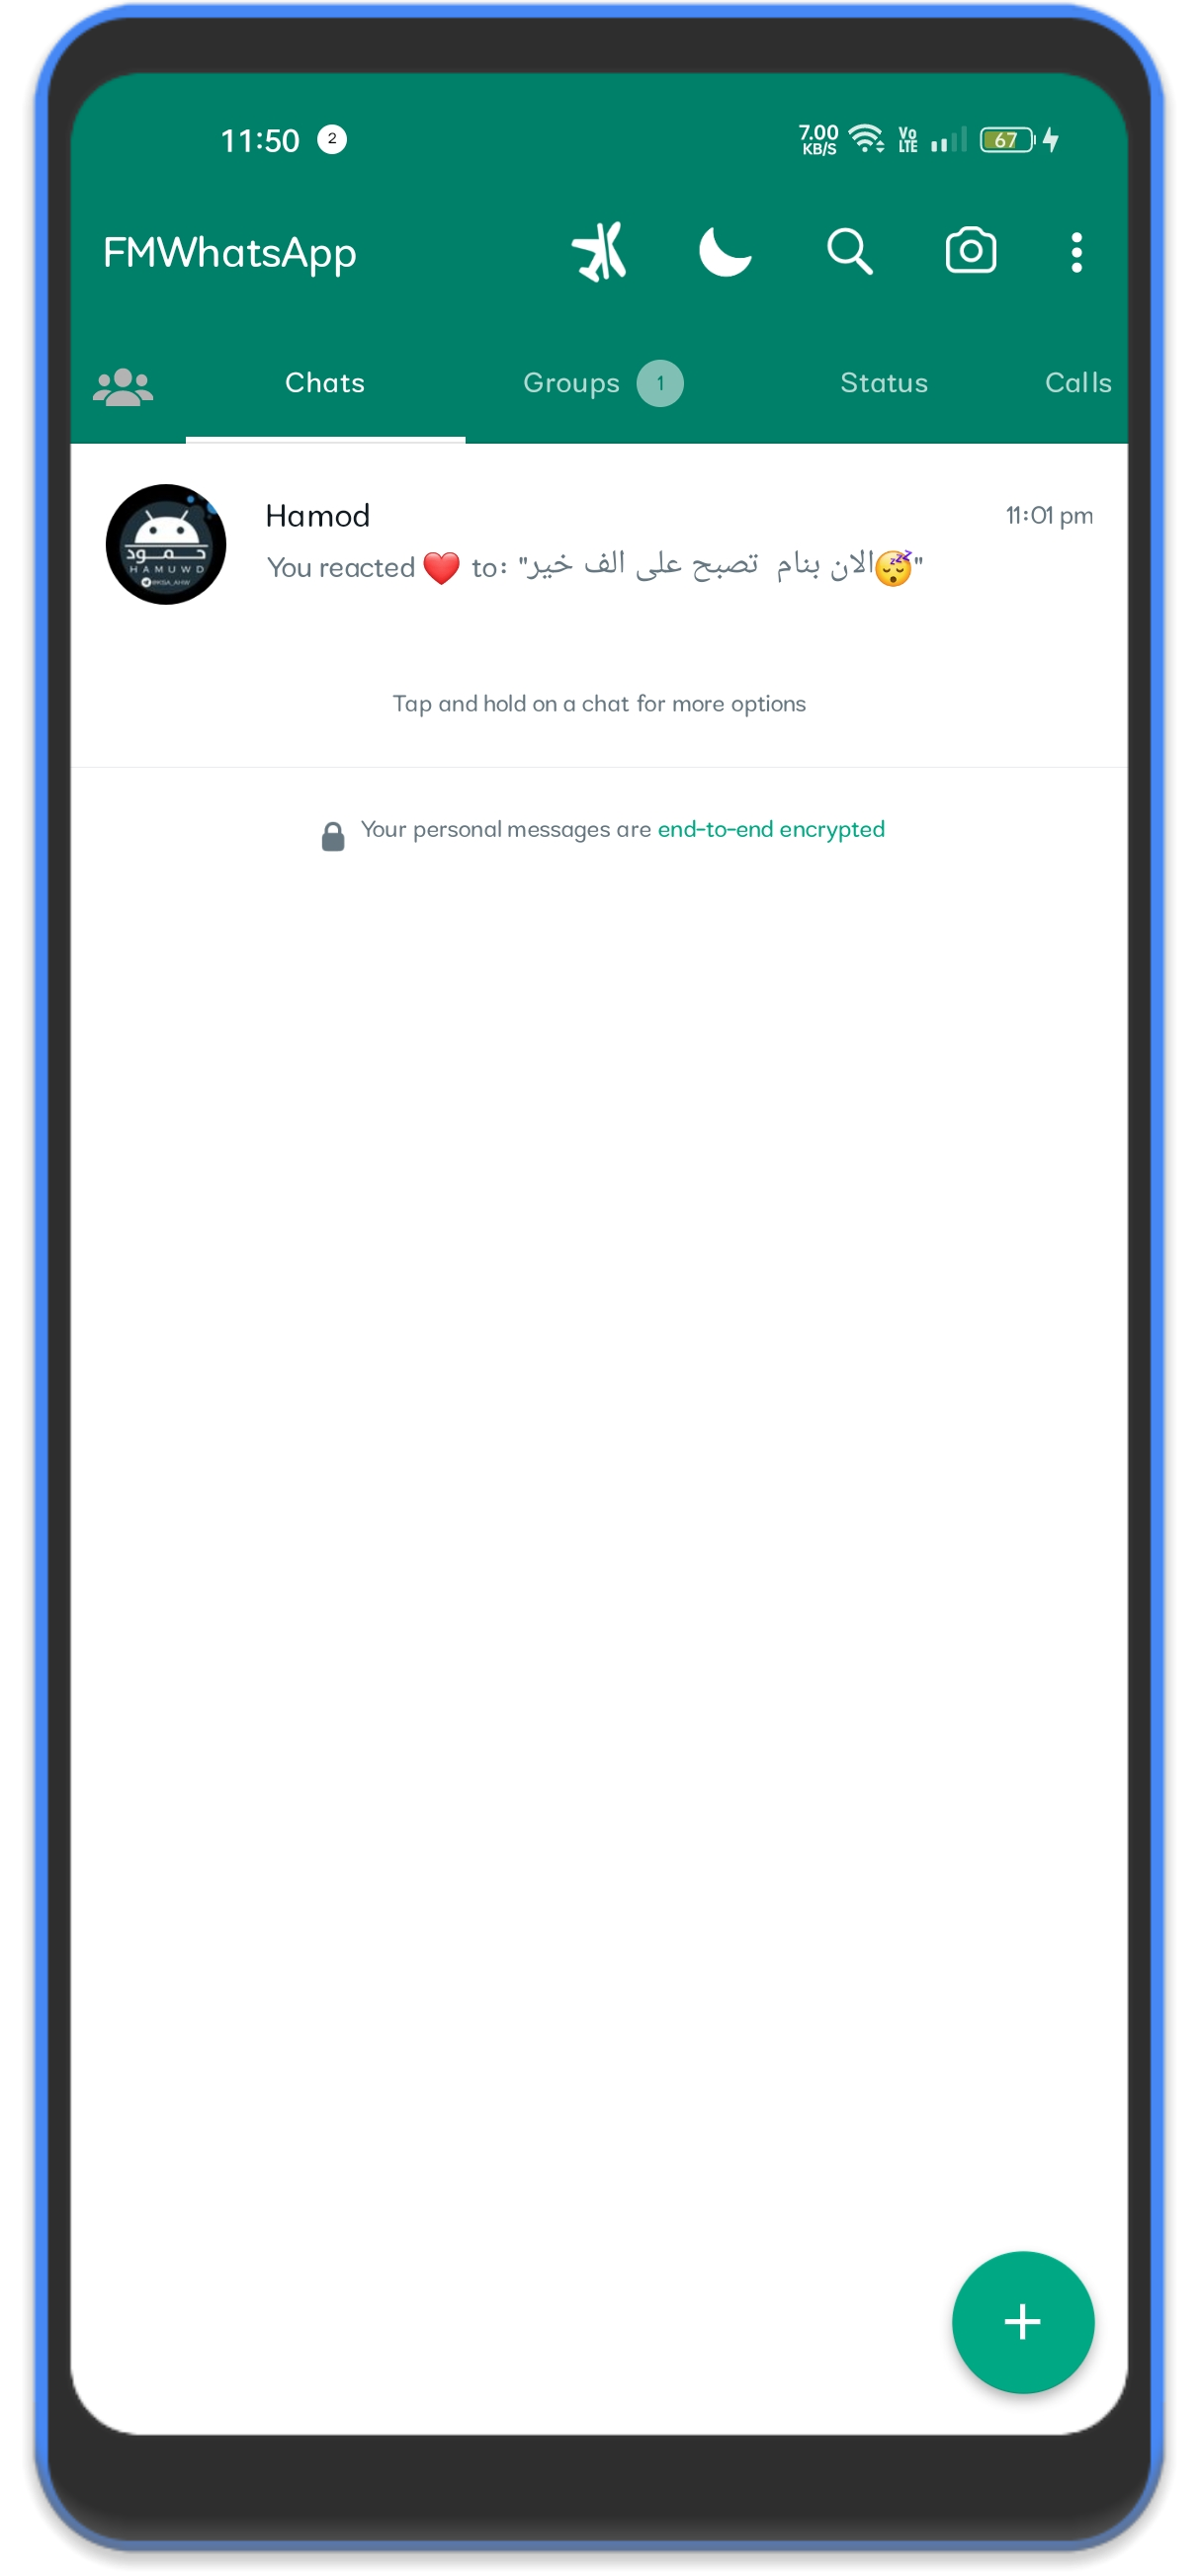 11:50 2 7.00 KB/S Vo LTE 67
FMWhatsApp
Chats Groups 1 Status Calls
Hamod 11:01 pm
You reacted ❤️ to: "الان بنام تصبح على الف خير😴"
حمود
HAMUWD
Tap and hold on a chat for more options
Your personal messages are end-to-end encrypted